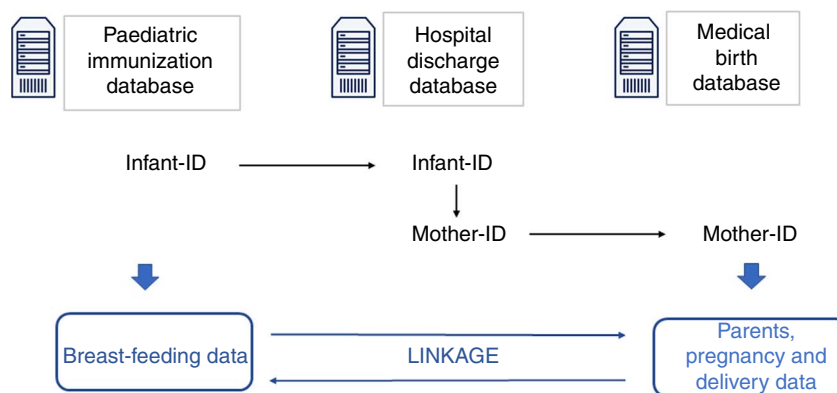 Paediatric
immunization
database
Hospital
discharge
database
Medical
birth
database
Infant-ID
Infant-ID
Mother-ID
Mother-ID
Breast-feeding data
LINKAGE
Parents,
pregnancy and
delivery data